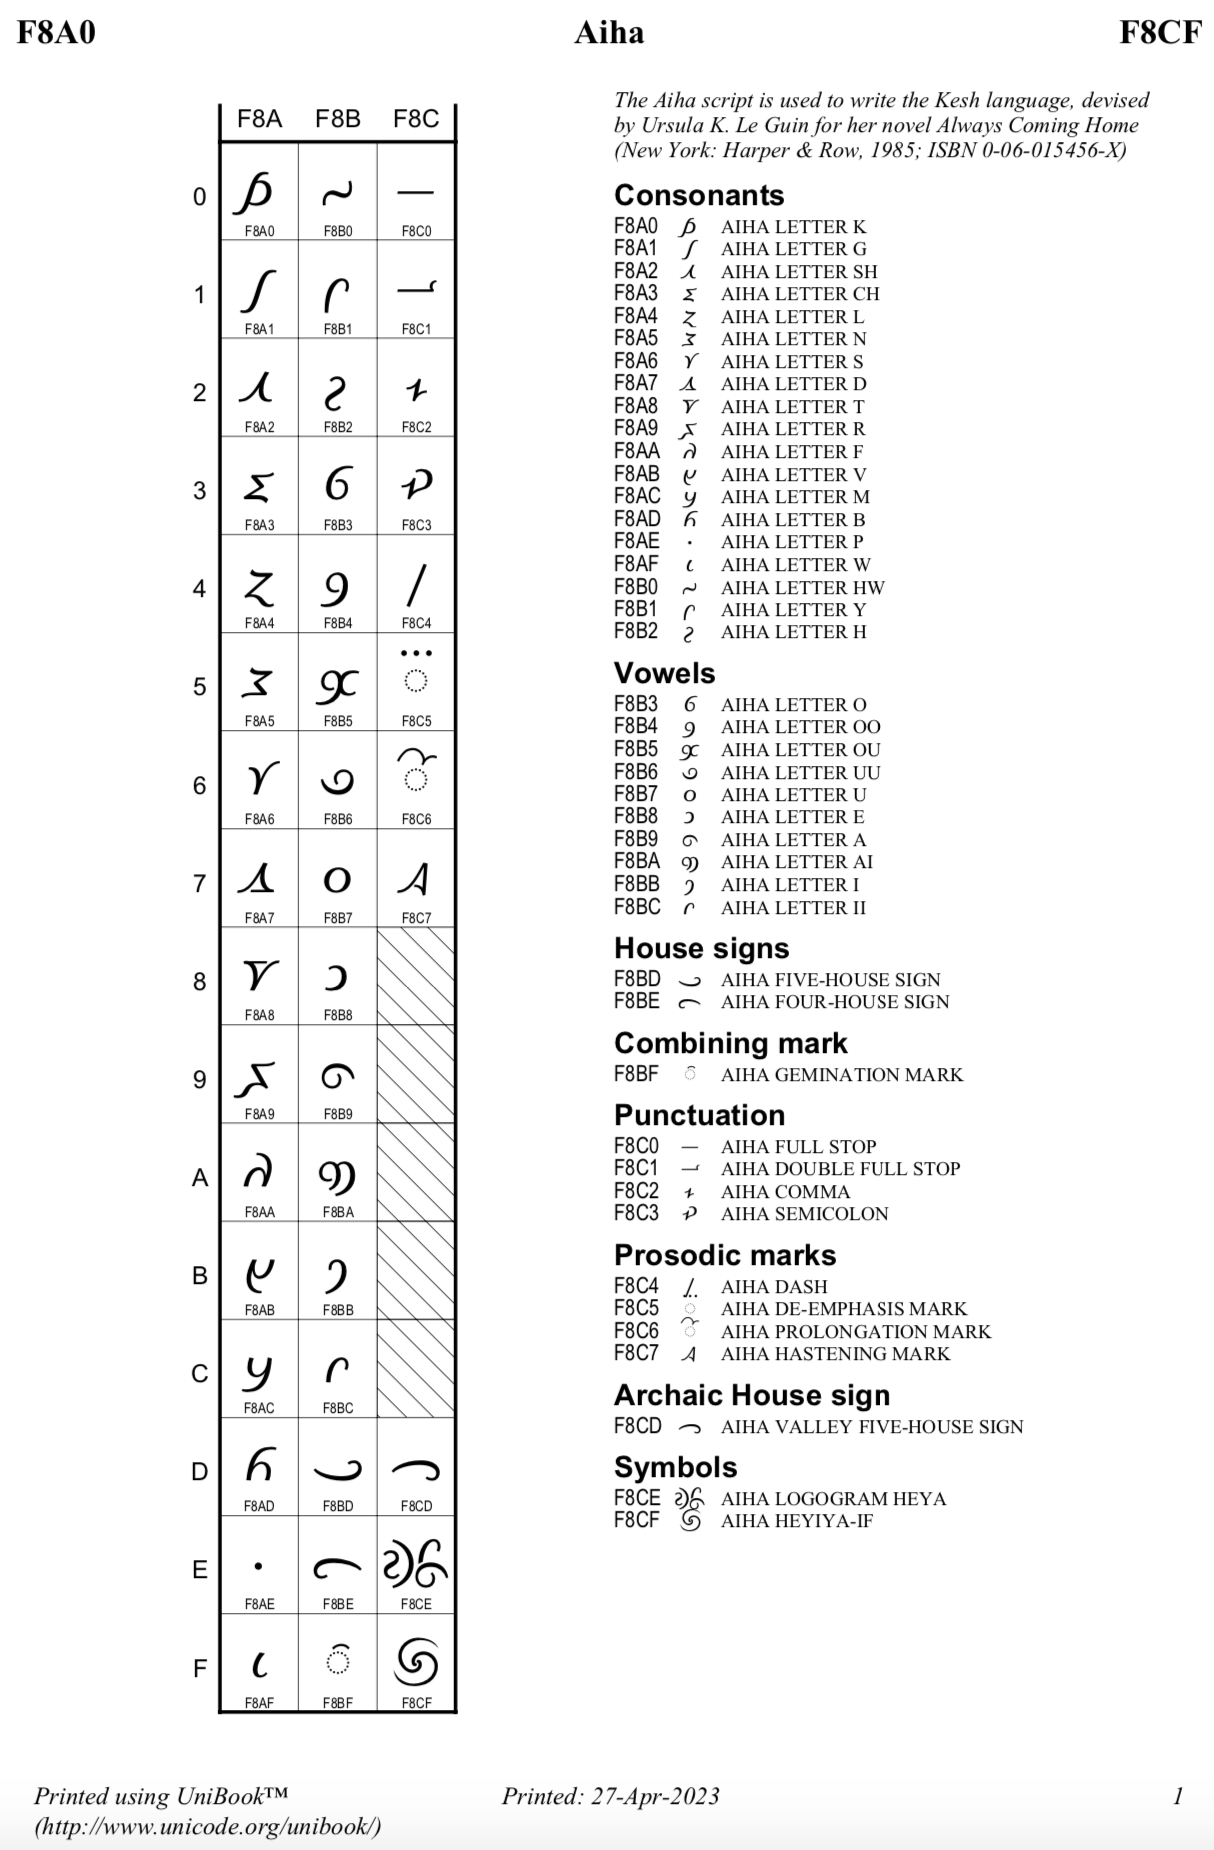 F8A0 Aiha F8CF
F8A F8B F8C
0
F8A0 F8B0 F8C0
1
F8A1 F8B1 F8C1
2
F8A2 F8B2 F8C2
3
F8A3 F8B3 F8C3
4
F8A4 F8B4 F8C4
5
F8A5 F8B5 F8C5
6
F8A6 F8B6 F8C6
7
F8A7 F8B7 F8C7
8
F8A8 F8B8
9
F8A9 F8B9
A
F8AA F8BA
B
F8AB F8BB
C
F8AC F8BC
D
F8AD F8BD F8CD
E
F8AE F8BE F8CE
F
F8AF F8BF F8CF
The Aiha script is used to write the Kesh language, devised
by Ursula K. Le Guin for her novel Always Coming Home
(New York: Harper & Row, 1985; ISBN 0-06-015456-X)
Consonants
F8A0 AIHA LETTER K
F8A1 AIHA LETTER G
F8A2 AIHA LETTER SH
F8A3 AIHA LETTER CH
F8A4 AIHA LETTER L
F8A5 AIHA LETTER N
F8A6 AIHA LETTER S
F8A7 AIHA LETTER D
F8A8 AIHA LETTER T
F8A9 AIHA LETTER R
F8AA AIHA LETTER F
F8AB AIHA LETTER V
F8AC AIHA LETTER M
F8AD AIHA LETTER B
F8AE AIHA LETTER P
F8AF AIHA LETTER W
F8B0 AIHA LETTER HW
F8B1 AIHA LETTER Y
F8B2 AIHA LETTER H
Vowels
F8B3 AIHA LETTER O
F8B4 AIHA LETTER OO
F8B5 AIHA LETTER OU
F8B6 AIHA LETTER UU
F8B7 AIHA LETTER U
F8B8 AIHA LETTER E
F8B9 AIHA LETTER A
F8BA AIHA LETTER AI
F8BB AIHA LETTER I
F8BC AIHA LETTER II
House signs
F8BD AIHA FIVE-HOUSE SIGN
F8BE AIHA FOUR-HOUSE SIGN
Combining mark
F8BF AIHA GEMINATION MARK
Punctuation
F8C0 AIHA FULL STOP
F8C1 AIHA DOUBLE FULL STOP
F8C2 AIHA COMMA
F8C3 AIHA SEMICOLON
Prosodic marks
F8C4 AIHA DASH
F8C5 AIHA DE-EMPHASIS MARK
F8C6 AIHA PROLONGATION MARK
F8C7 AIHA HASTENING MARK
Archaic House sign
F8CD AIHA VALLEY FIVE-HOUSE SIGN
Symbols
F8CE AIHA LOGOGRAM HEYA
F8CF AIHA HEYIYA-IF
Printed using UniBook™ Printed: 27-Apr-2023 1
(http://www.unicode.org/unibook/)